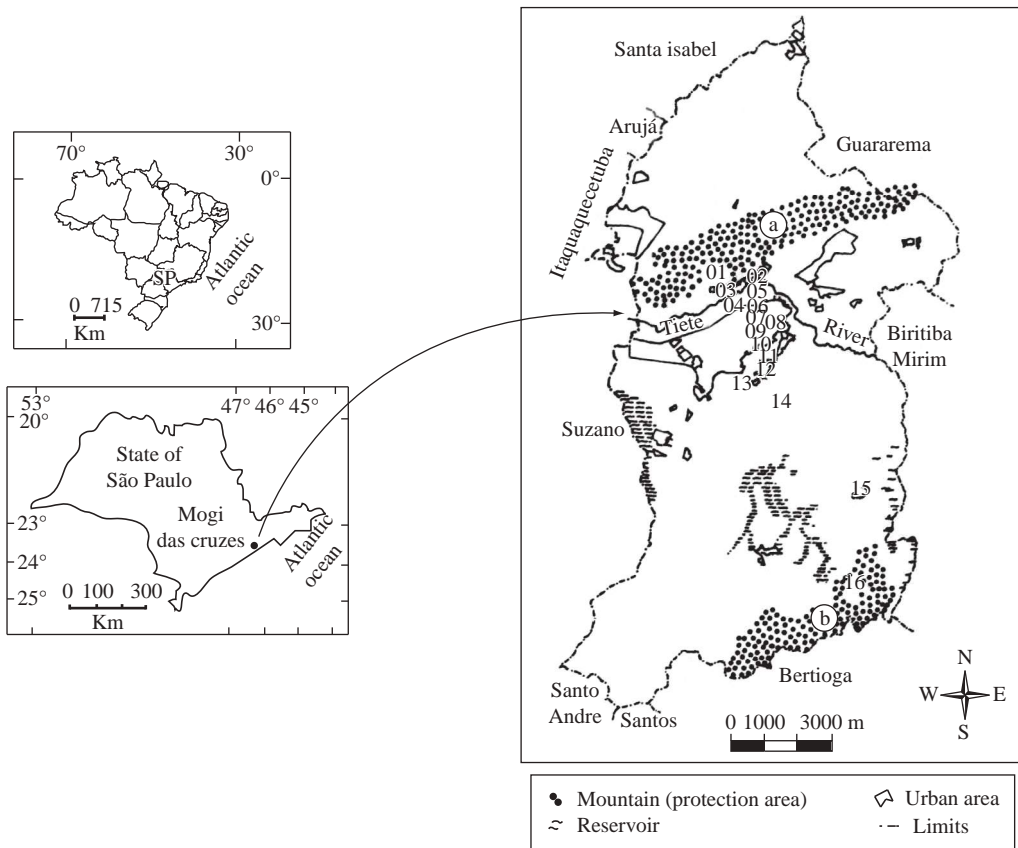 70°
30°
0°
SP
Atlantic
ocean
0 715
Km
30°
53°
47° 46° 45°
20°
State of
São Paulo
23°
Mogi
das cruzes
24°
Atlantic
ocean
0 100 300
25°
Km
Santa isabel
Arujá
Guararema
Itaquaquecetuba
a
01
02
03
05
04
06
07
08
Tiete
River
09
10
Biritiba
Mirim
11
12
13
14
Suzano
15
16
b
Bertioga
Santo
Andre
Santos
N
W
E
S
0 1000 3000 m
Mountain (protection area)
Urban area
Reservoir
Limits